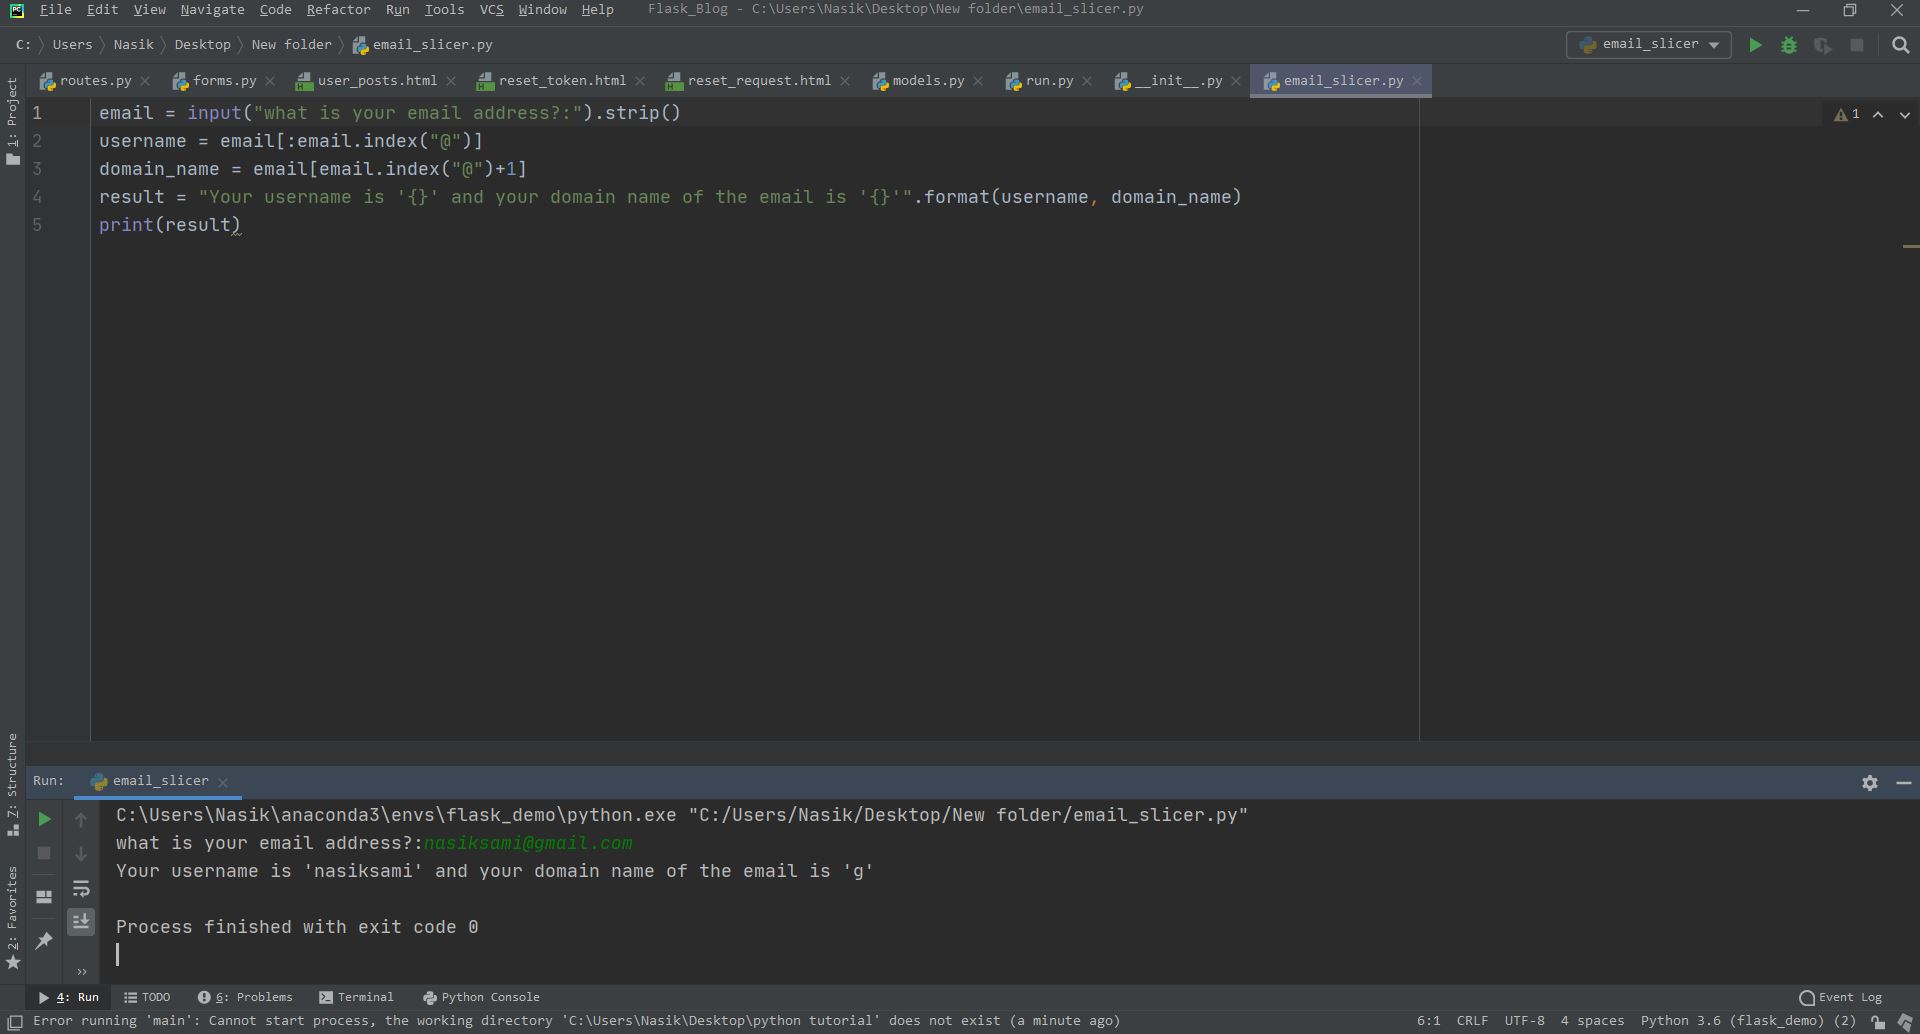 File Edit View Navigate Code Refactor Run Tools VCS Window Help Flask_Blog - C:\Users\Nasik\Desktop\New folder\email_slicer.py
C: Users Nasik Desktop New folder email_slicer.py email_slicer
routes.py forms.py user_posts.html reset_token.html reset_request.html models.py run.py __init__.py email_slicer.py
1: Project
1 email = input("what is your email address?:").strip() 1
2 username = email[:email.index("@")]
3 domain_name = email[email.index("@")+1]
4 result = "Your username is '{}' and your domain name of the email is '{}'".format(username, domain_name)
5 print(result)
7: Structure
2: Favorites
Run: email_slicer
C:\Users\Nasik\anaconda3\envs\flask_demo\python.exe "C:/Users/Nasik/Desktop/New folder/email_slicer.py"
what is your email address?:nasiksami@gmail.com
Your username is 'nasiksami' and your domain name of the email is 'g'
Process finished with exit code 0
4: Run TODO 6: Problems Terminal Python Console Event Log
Error running 'main': Cannot start process, the working directory 'C:\Users\Nasik\Desktop\python tutorial' does not exist (a minute ago) 6:1 CRLF UTF-8 4 spaces Python 3.6 (flask_demo) (2)